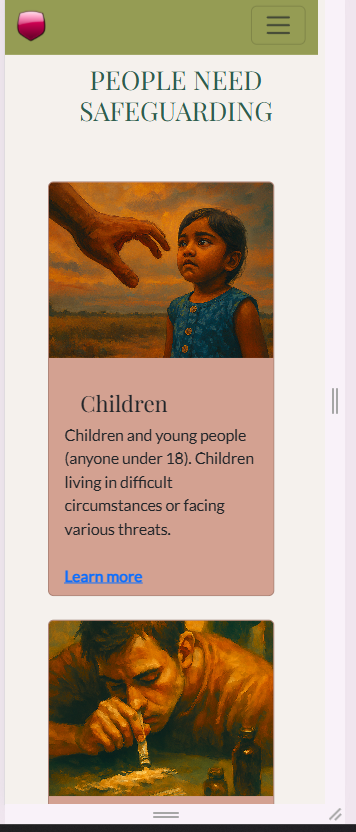 PEOPLE NEED
SAFEGUARDING
Children
Children and young people
(anyone under 18). Children
living in difficult
circumstances or facing
various threats.
Learn more